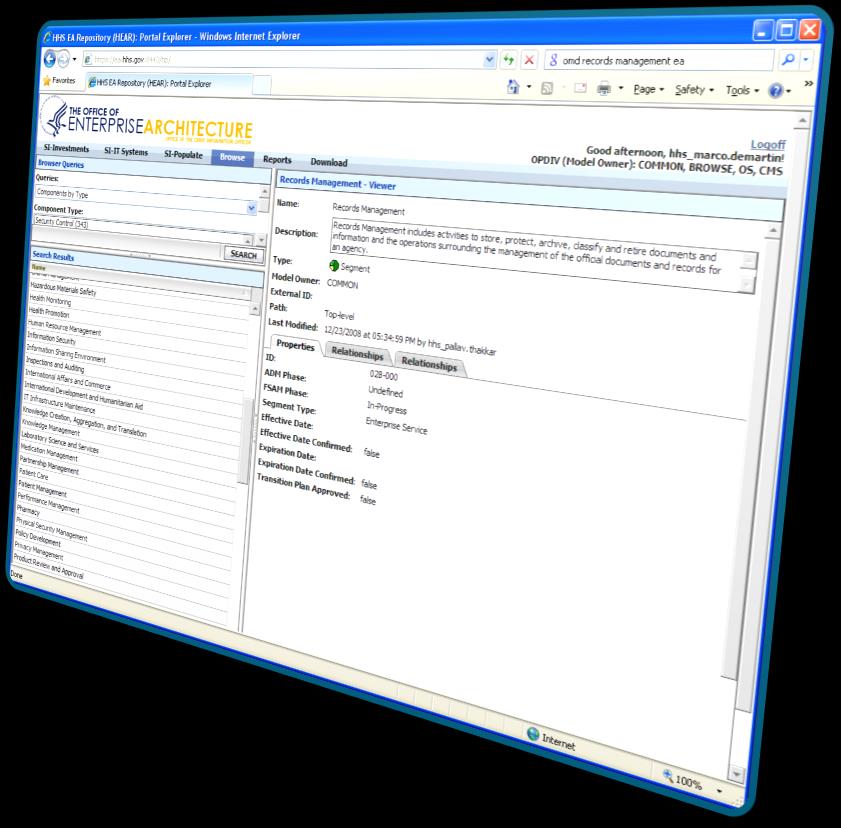 HHS EA Repository (HEAR): Portal Explorer - Windows Internet Explorer
omd records management ea
Favorites
HHS EA Repository (HEAR): Portal Explorer
Page
Safety
Tools
THE OFFICE OF
ENTERPRISE ARCHITECTURE
OFFICE OF THE CHIEF INFORMATION OFFICER
Logoff
Good afternoon, hhs_marco.demartin!
OPDIV (Model Owner): COMMON, BROWSE, OS, CMS
SI-Investments SI-IT Systems SI-Populate Browse Reports Download
Browser Queries
Queries:
Components by Type
Component Type:
Security Control (343)
SEARCH
Search Results
Name
Hazardous Materials Safety
Health Monitoring
Health Promotion
Human Resource Management
Information Security
Information Sharing Environment
Inspections and Auditing
International Affairs and Commerce
International Development and Humanitarian Aid
IT Infrastructure Maintenance
Knowledge Creation, Aggregation, and Translation
Knowledge Management
Laboratory Science and Services
Medication Management
Partnership Management
Patient Care
Patient Management
Performance Management
Pharmacy
Physical Security Management
Policy Development
Privacy Management
Product Review and Approval
Records Management - Viewer
Name: Records Management
Description: Records Management includes activities to store, protect, archive, classify and retire documents and
information and the operations surrounding the management of the official documents and records for
an agency.
Type: Segment
Model Owner: COMMON
External ID:
Path: Top-level
Last Modified: 12/23/2008 at 05:34:59 PM by hhs_pallav.thakkar
Properties Relationships Relationships
ID: 028-000
ADM Phase: Undefined
FSAM Phase: In-Progress
Segment Type: Enterprise Service
Effective Date:
Effective Date Confirmed: false
Expiration Date:
Expiration Date Confirmed: false
Transition Plan Approved: false
Done
Internet
100%